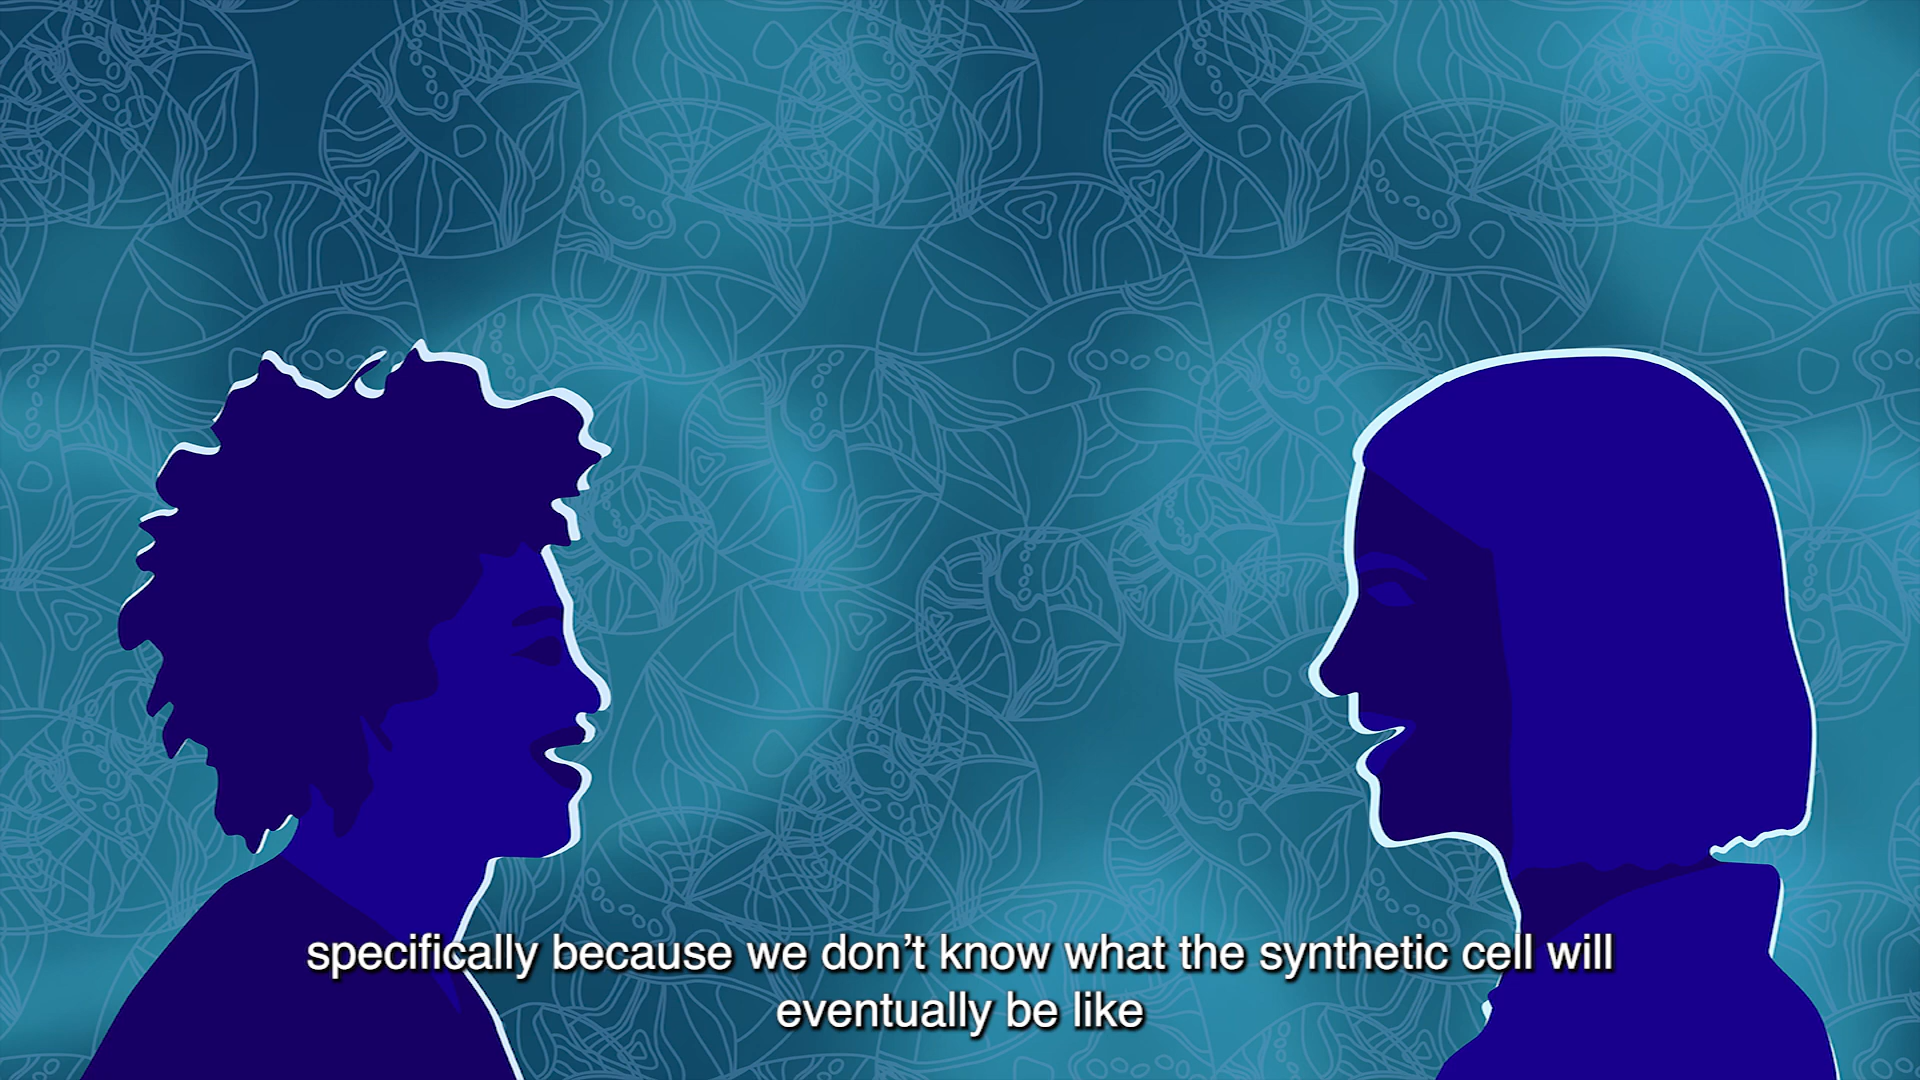 specifically because we don’t know what the synthetic cell will
eventually be like